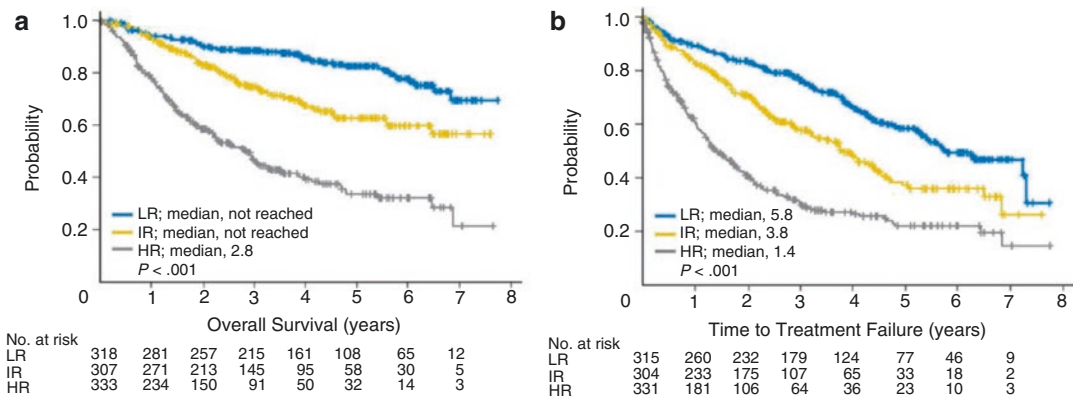 a
1.0
0.8
0.6
0.4
0.2
0
Probability
LR; median, not reached
IR; median, not reached
HR; median, 2.8
P < .001
1 2 3 4 5 6 7 8
Overall Survival (years)
No. at risk
LR 318 281 257 215 161 108 65 12
IR 307 271 213 145 95 58 30 5
HR 333 234 150 91 50 32 14 3
b
1.0
0.8
0.6
0.4
0.2
Probability
LR; median, 5.8
IR; median, 3.8
HR; median, 1.4
P < .001
0 1 2 3 4 5 6 7 8
Time to Treatment Failure (years)
No. at risk
LR 315 260 232 179 124 77 46 9
IR 304 233 175 107 65 33 18 2
HR 331 181 106 64 36 23 10 3